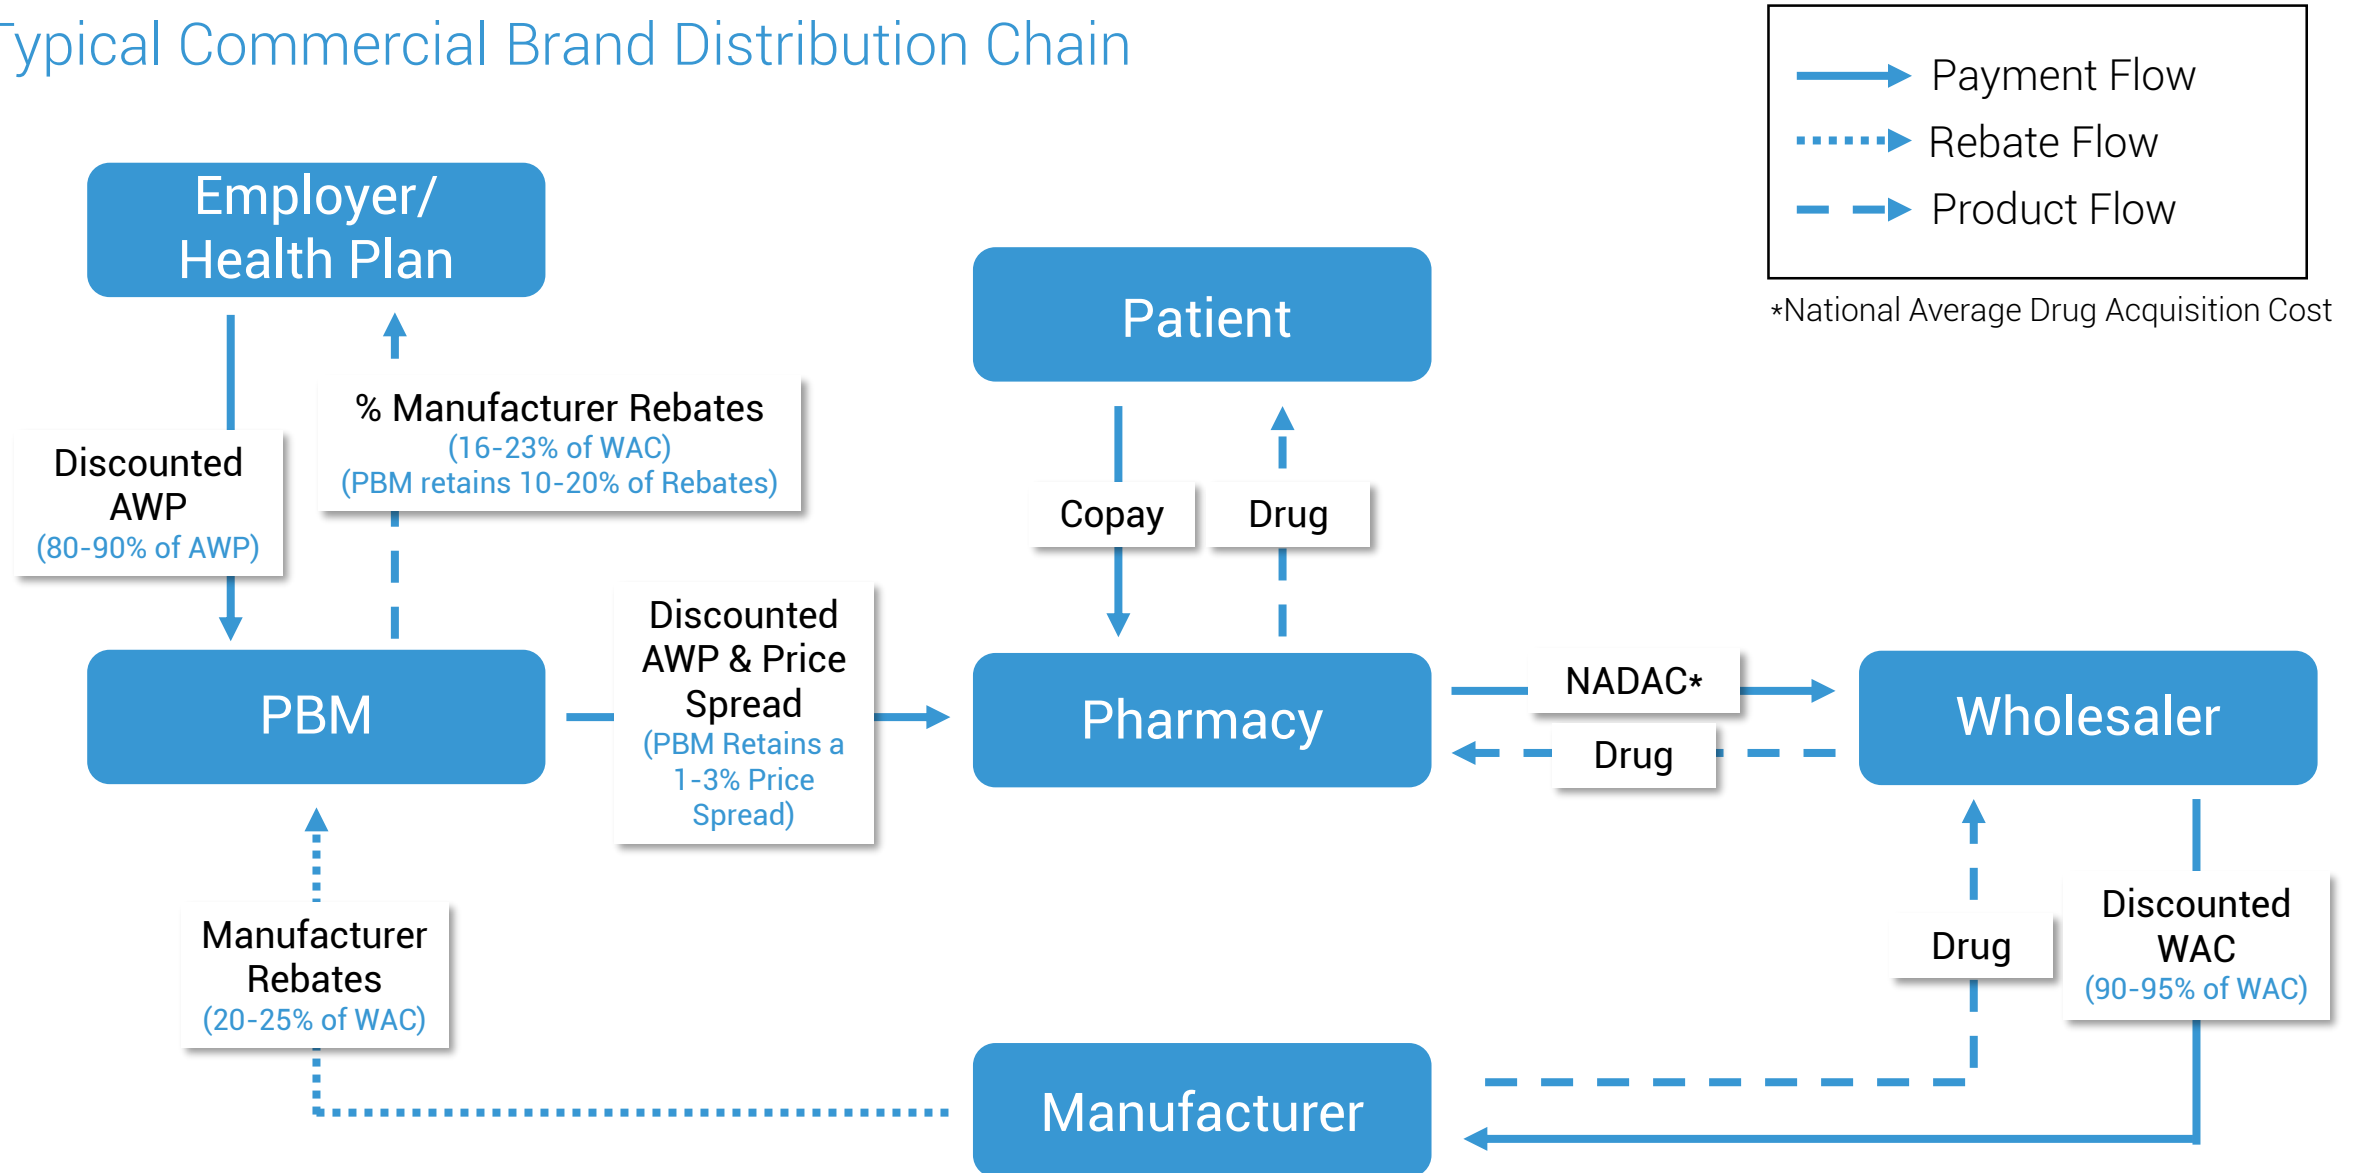 Typical Commercial Brand Distribution Chain
Payment Flow
Rebate Flow
Product Flow
*National Average Drug Acquisition Cost
Employer/
Health Plan
Patient
% Manufacturer Rebates
(16-23% of WAC)
(PBM retains 10-20% of Rebates)
Discounted
AWP
(80-90% of AWP)
Copay
Drug
Discounted
AWP & Price
Spread
(PBM Retains a
1-3% Price
Spread)
PBM
Pharmacy
NADAC*
Drug
Wholesaler
Manufacturer
Rebates
(20-25% of WAC)
Drug
Discounted
WAC
(90-95% of WAC)
Manufacturer